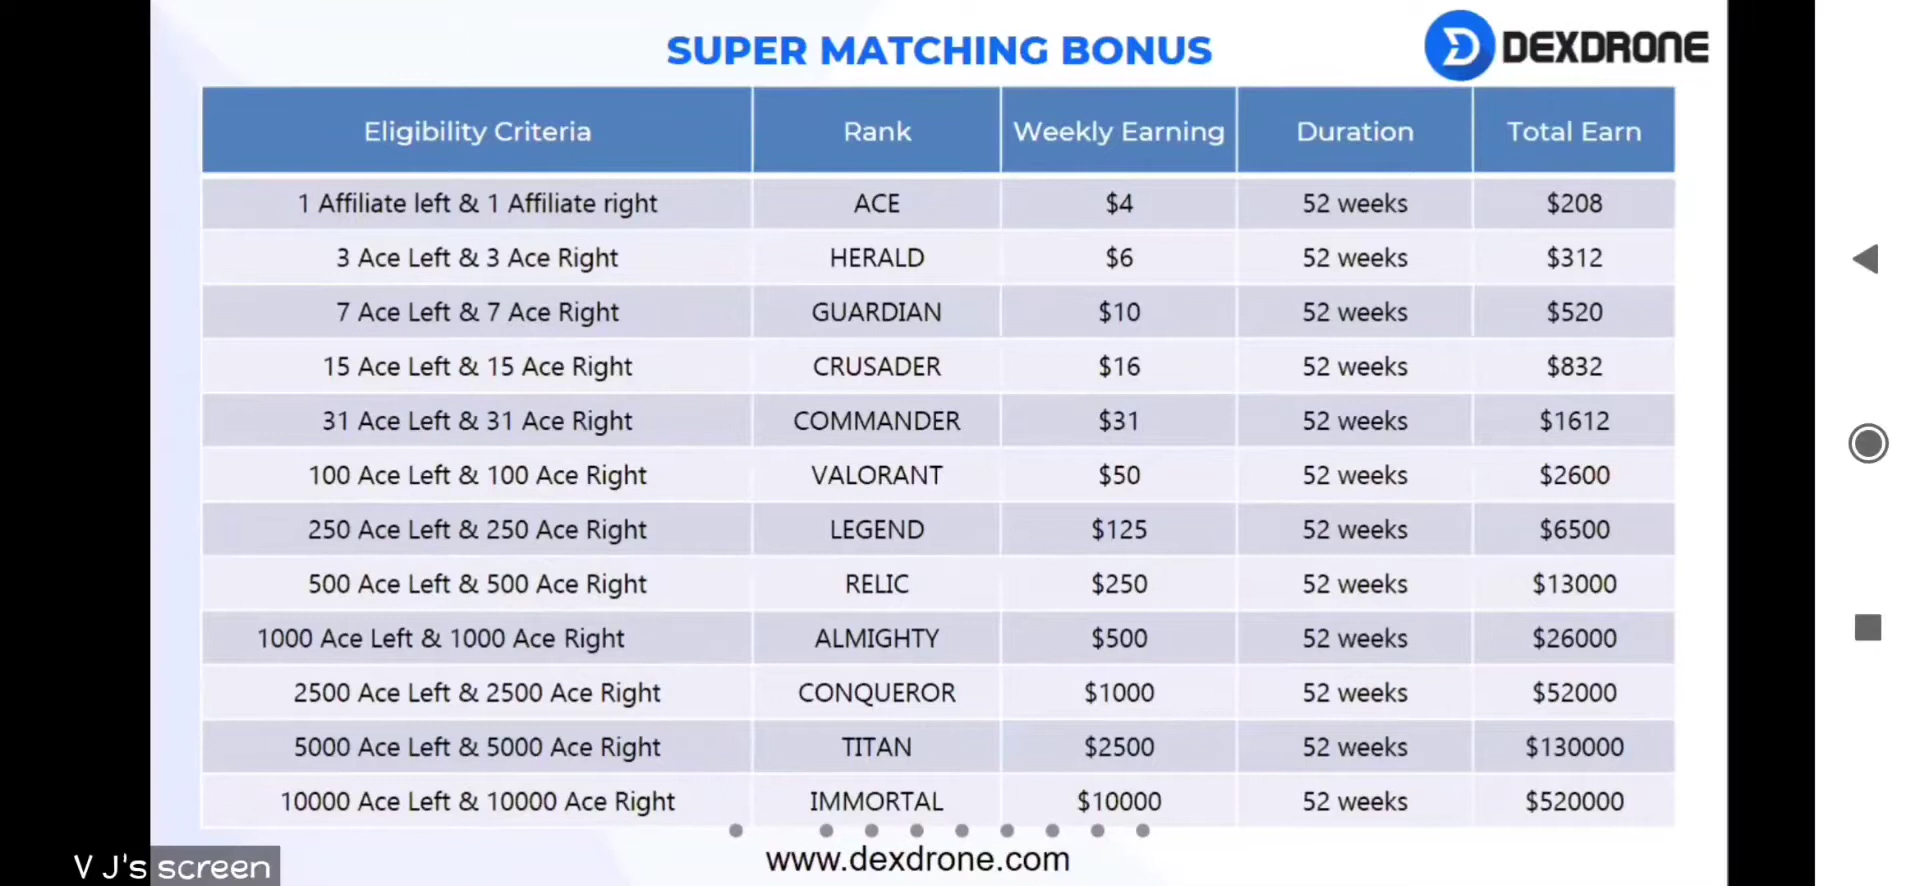 SUPER MATCHING BONUS
DEXDRONE
Eligibility Criteria Rank Weekly Earning Duration Total Earn
1 Affiliate left & 1 Affiliate right ACE $4 52 weeks $208
3 Ace Left & 3 Ace Right HERALD $6 52 weeks $312
7 Ace Left & 7 Ace Right GUARDIAN $10 52 weeks $520
15 Ace Left & 15 Ace Right CRUSADER $16 52 weeks $832
31 Ace Left & 31 Ace Right COMMANDER $31 52 weeks $1612
100 Ace Left & 100 Ace Right VALORANT $50 52 weeks $2600
250 Ace Left & 250 Ace Right LEGEND $125 52 weeks $6500
500 Ace Left & 500 Ace Right RELIC $250 52 weeks $13000
1000 Ace Left & 1000 Ace Right ALMIGHTY $500 52 weeks $26000
2500 Ace Left & 2500 Ace Right CONQUEROR $1000 52 weeks $52000
5000 Ace Left & 5000 Ace Right TITAN $2500 52 weeks $130000
10000 Ace Left & 10000 Ace Right IMMORTAL $10000 52 weeks $520000
www.dexdrone.com
V J's screen